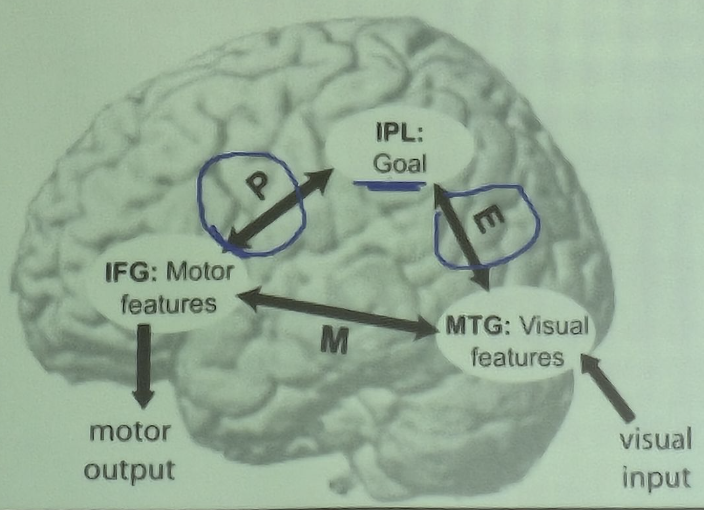 IPL:
Goal
P
E
IFG: Motor
features
M
MTG: Visual
features
motor
output
visual
input